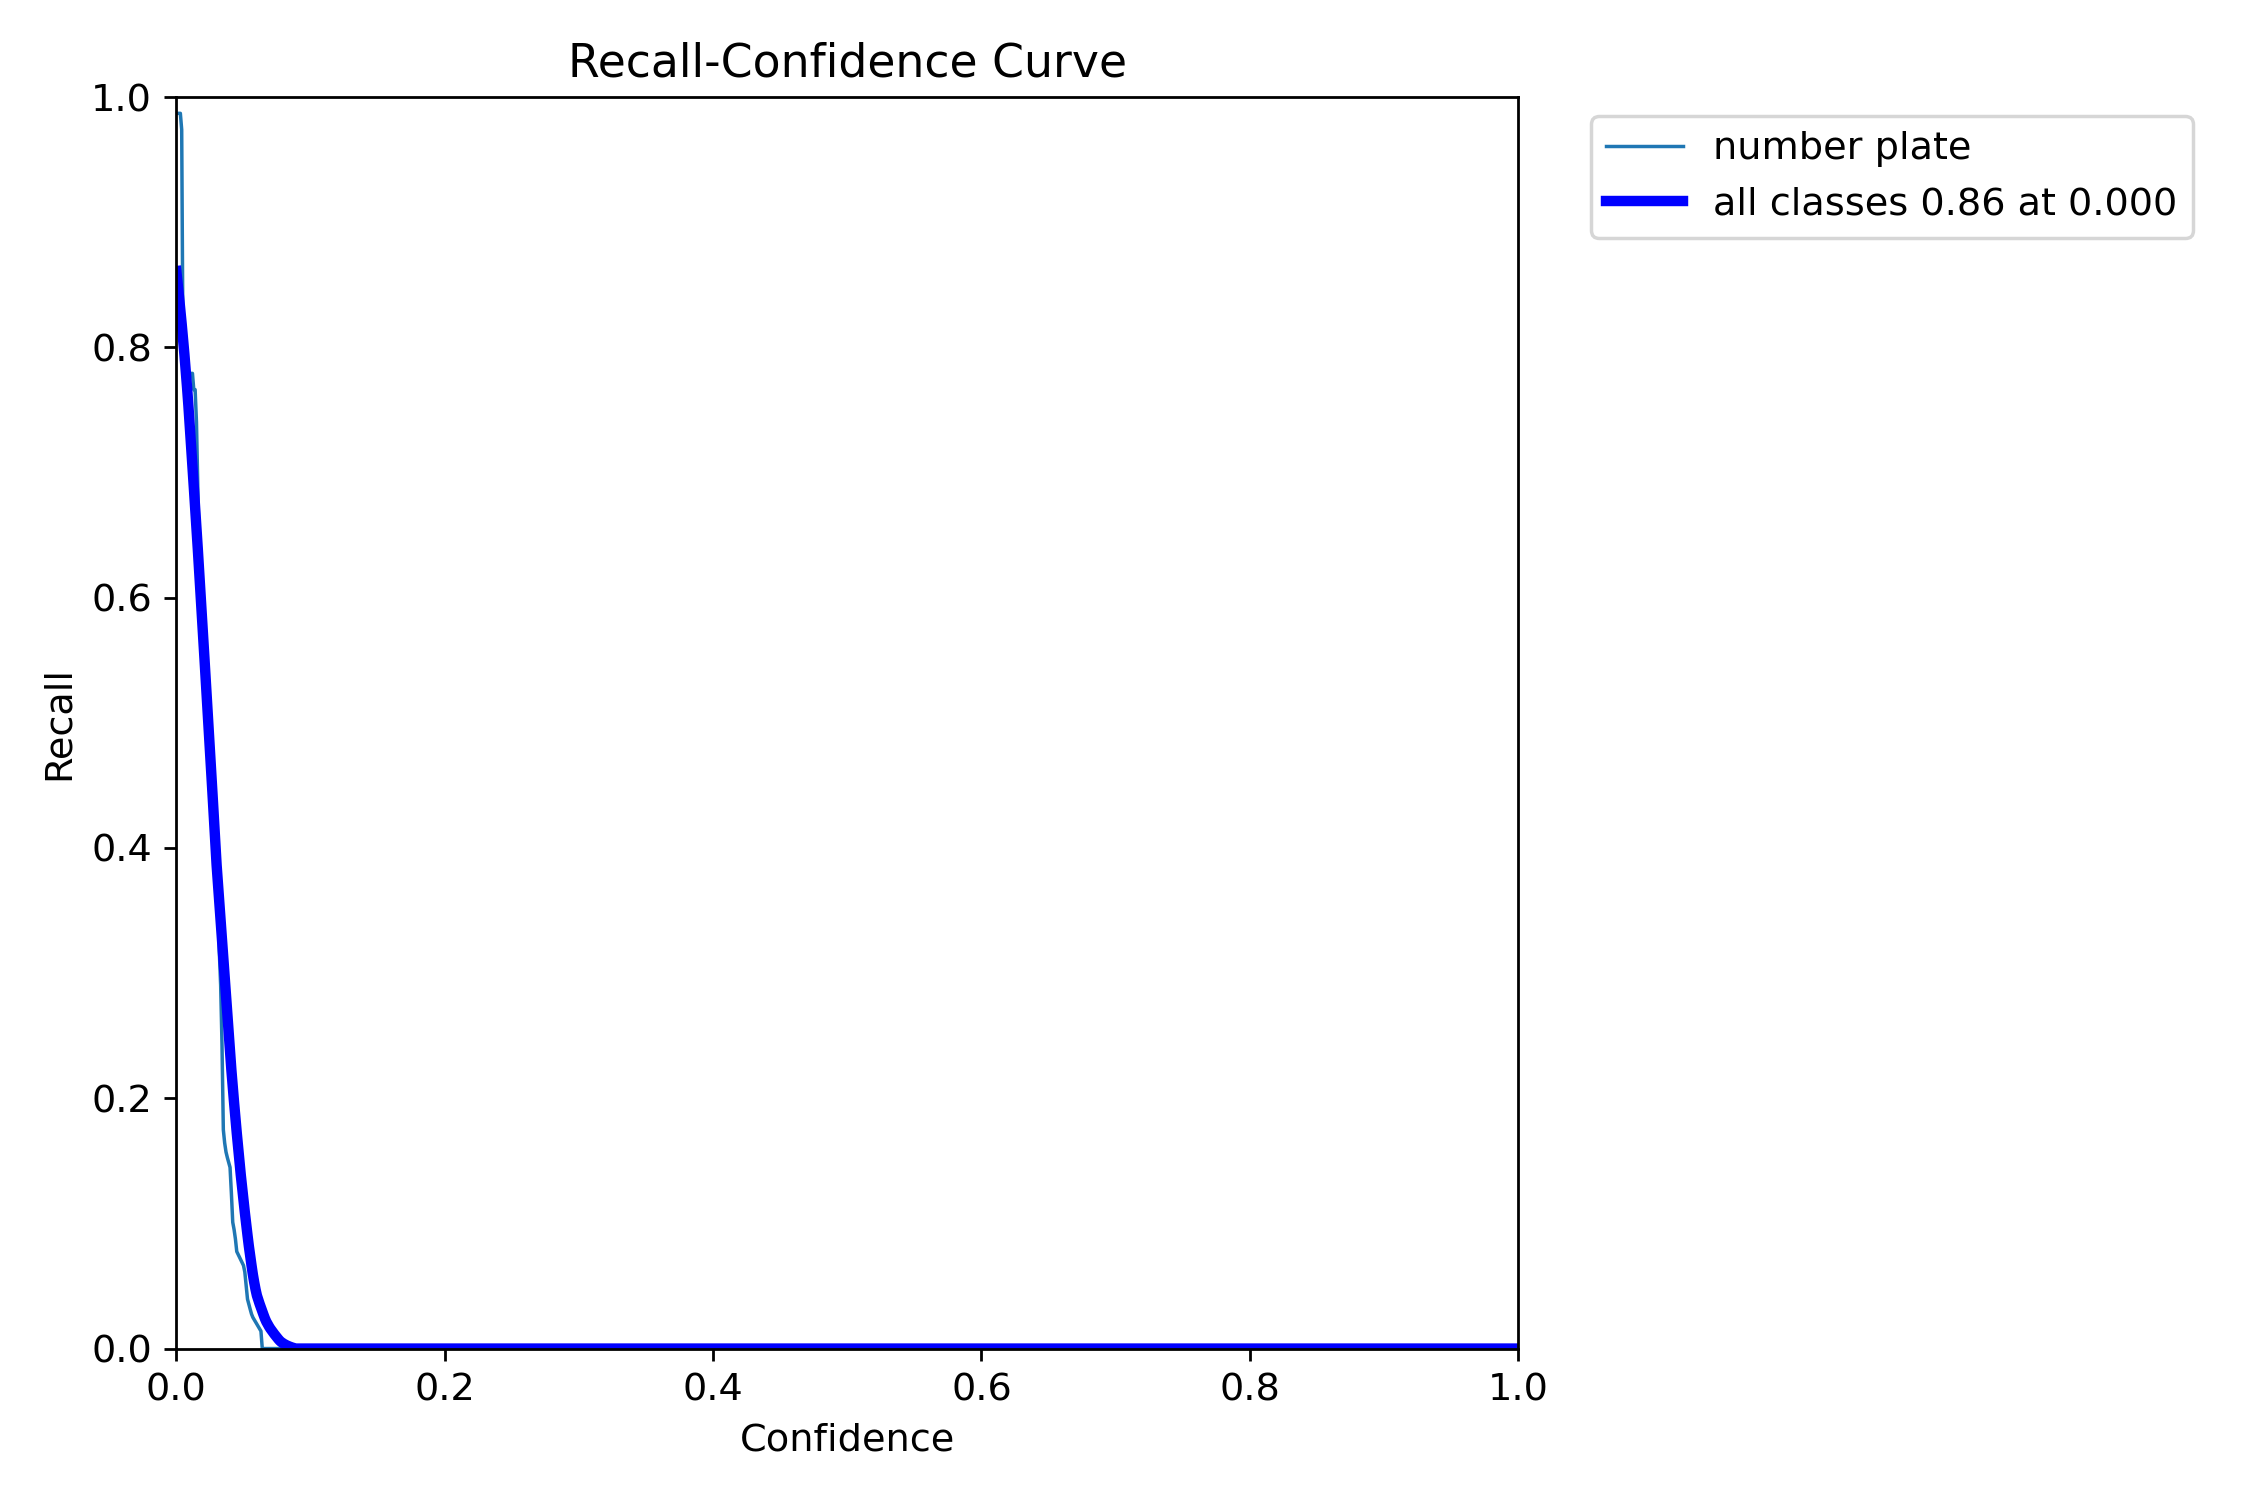 Recall-Confidence Curve
number plate
all classes 0.86 at 0.000
Recall
1.0
0.8
0.6
0.4
0.2
0.0
0.0 0.2 0.4 0.6 0.8 1.0
Confidence